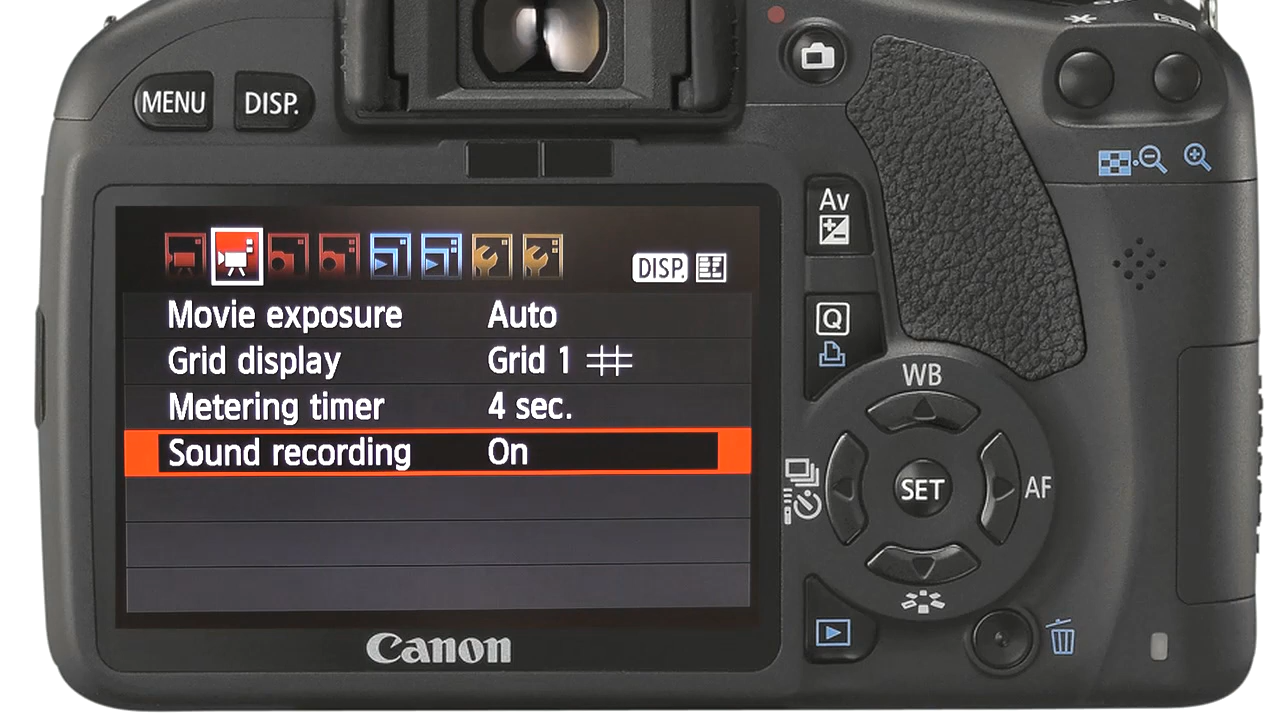 MENU DISP.
Av
DISP.
Movie exposure Auto
Grid display Grid 1
Metering timer 4 sec.
Sound recording On
Q
WB
SET
AF
Canon